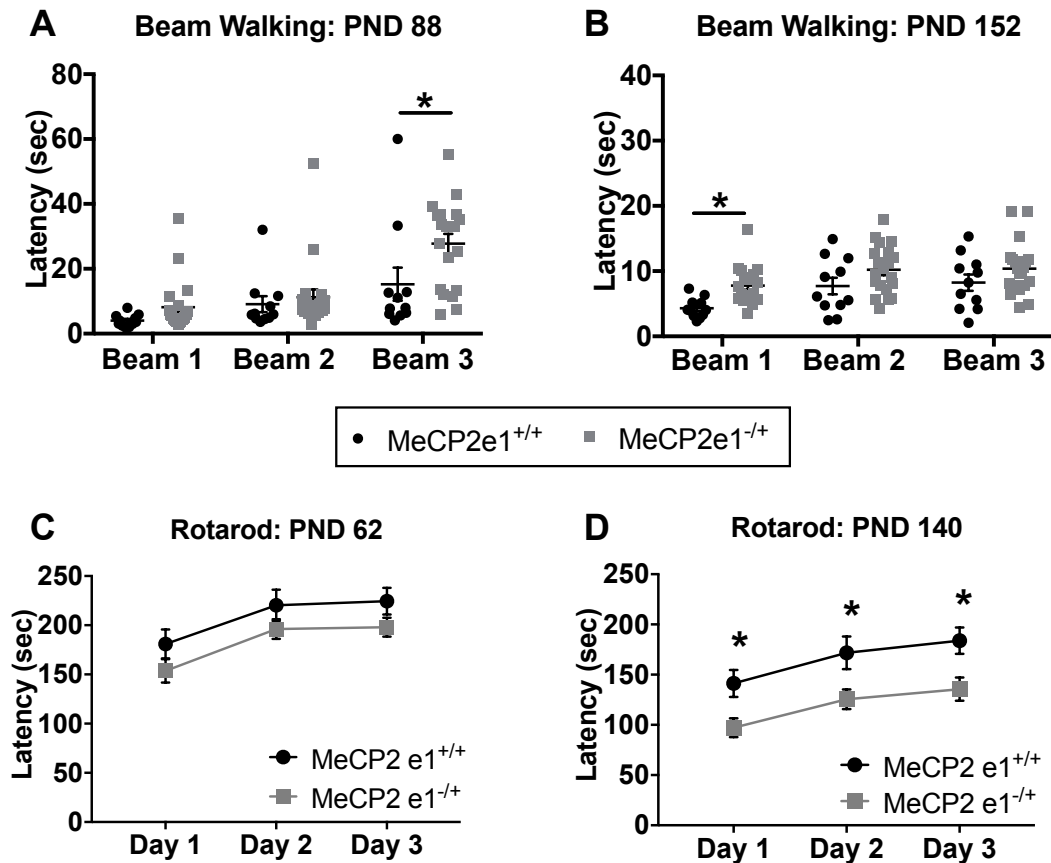 A Beam Walking: PND 88
Latency (sec)
80
60
40
20
0
*
Beam 1 Beam 2 Beam 3
B Beam Walking: PND 152
Latency (sec)
40
30
20
10
0
*
Beam 1 Beam 2 Beam 3
MeCP2e1+/+ MeCP2e1-/+
C Rotarod: PND 62
Latency (sec)
250
200
150
100
50
0
MeCP2 e1+/+
MeCP2 e1-/+
Day 1 Day 2 Day 3
D Rotarod: PND 140
Latency (sec)
250
200
150
100
50
0
* * *
MeCP2 e1+/+
MeCP2 e1-/+
Day 1 Day 2 Day 3